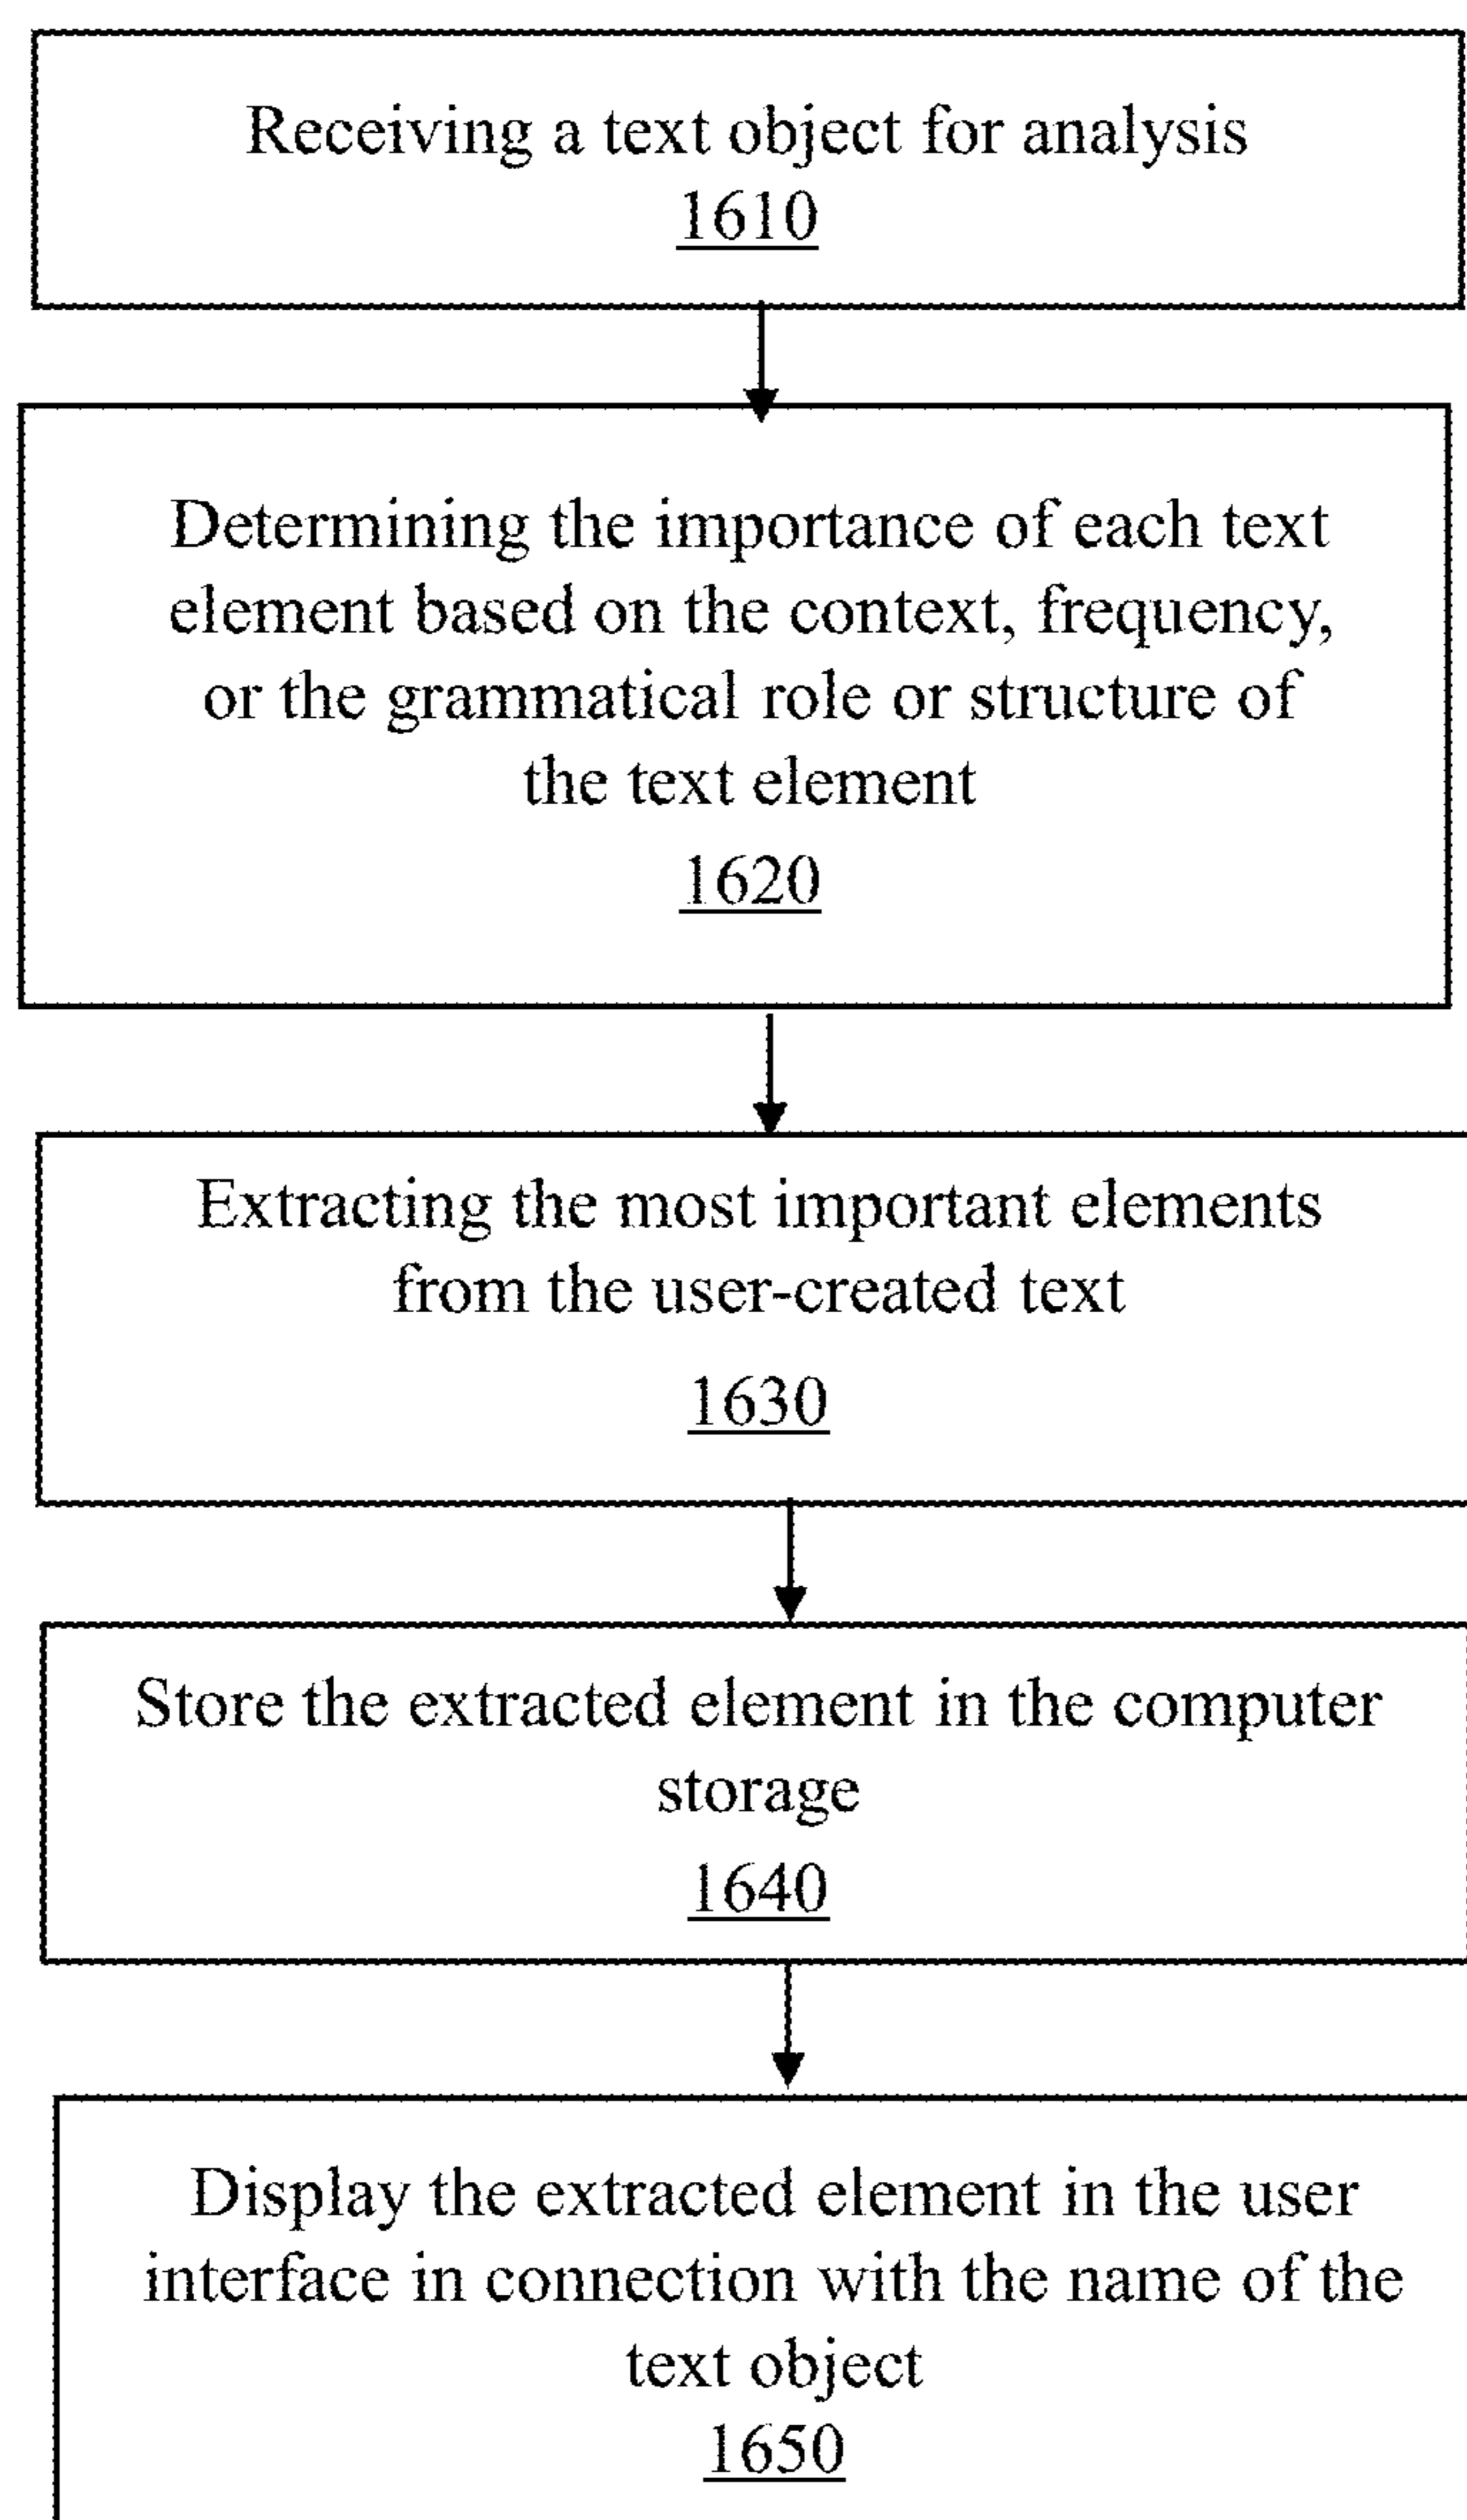 Receiving a text object for analysis
1610
Determining the importance of each text
element based on the context, frequency,
or the grammatical role or structure of
the text element
1620
Extracting the most important elements
from the user-created text
1630
Store the extracted element in the computer
storage
1640
Display the extracted element in the user
interface in connection with the name of the
text object
1650